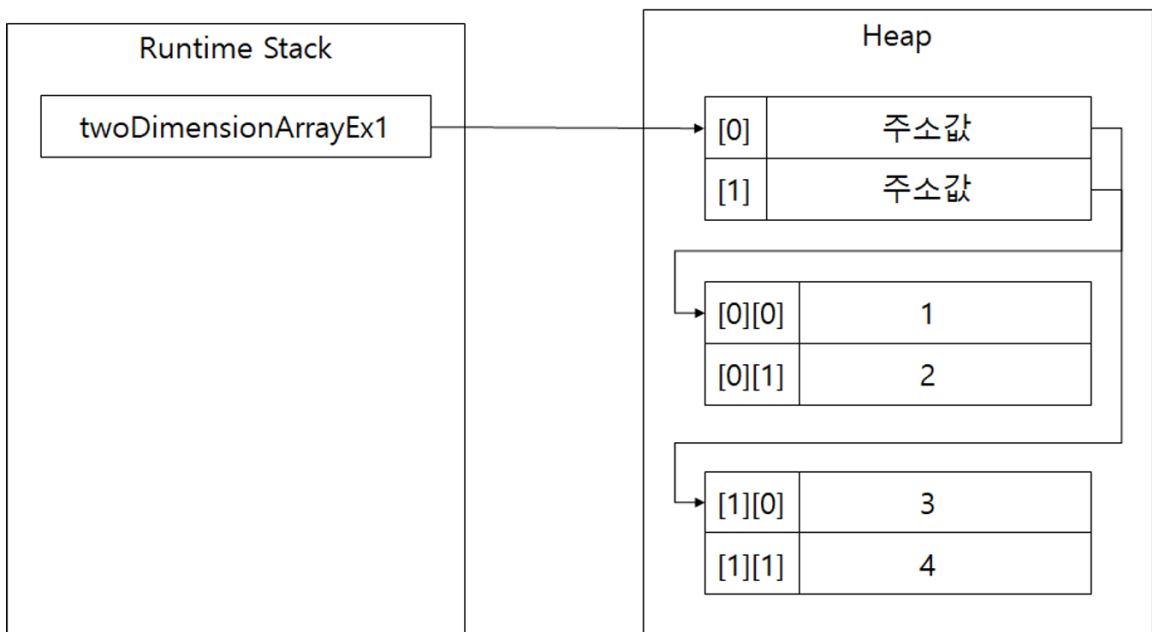 Runtime Stack
twoDimensionArrayEx1
Heap
[0] 주소값
[1] 주소값
[0][0] 1
[0][1] 2
[1][0] 3
[1][1] 4